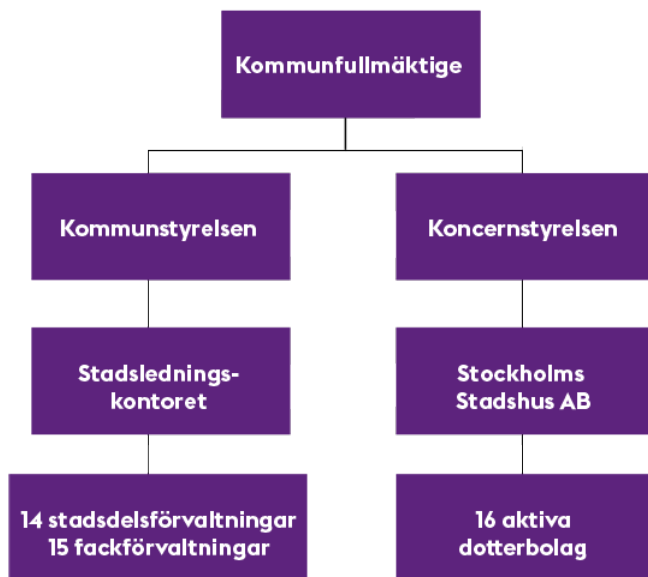 Kommunfullmäktige
Kommunstyrelsen
Koncernstyrelsen
Stadslednings-
kontoret
Stockholms
Stadshus AB
14 stadsdelsförvaltningar
15 fackförvaltningar
16 aktiva
dotterbolag